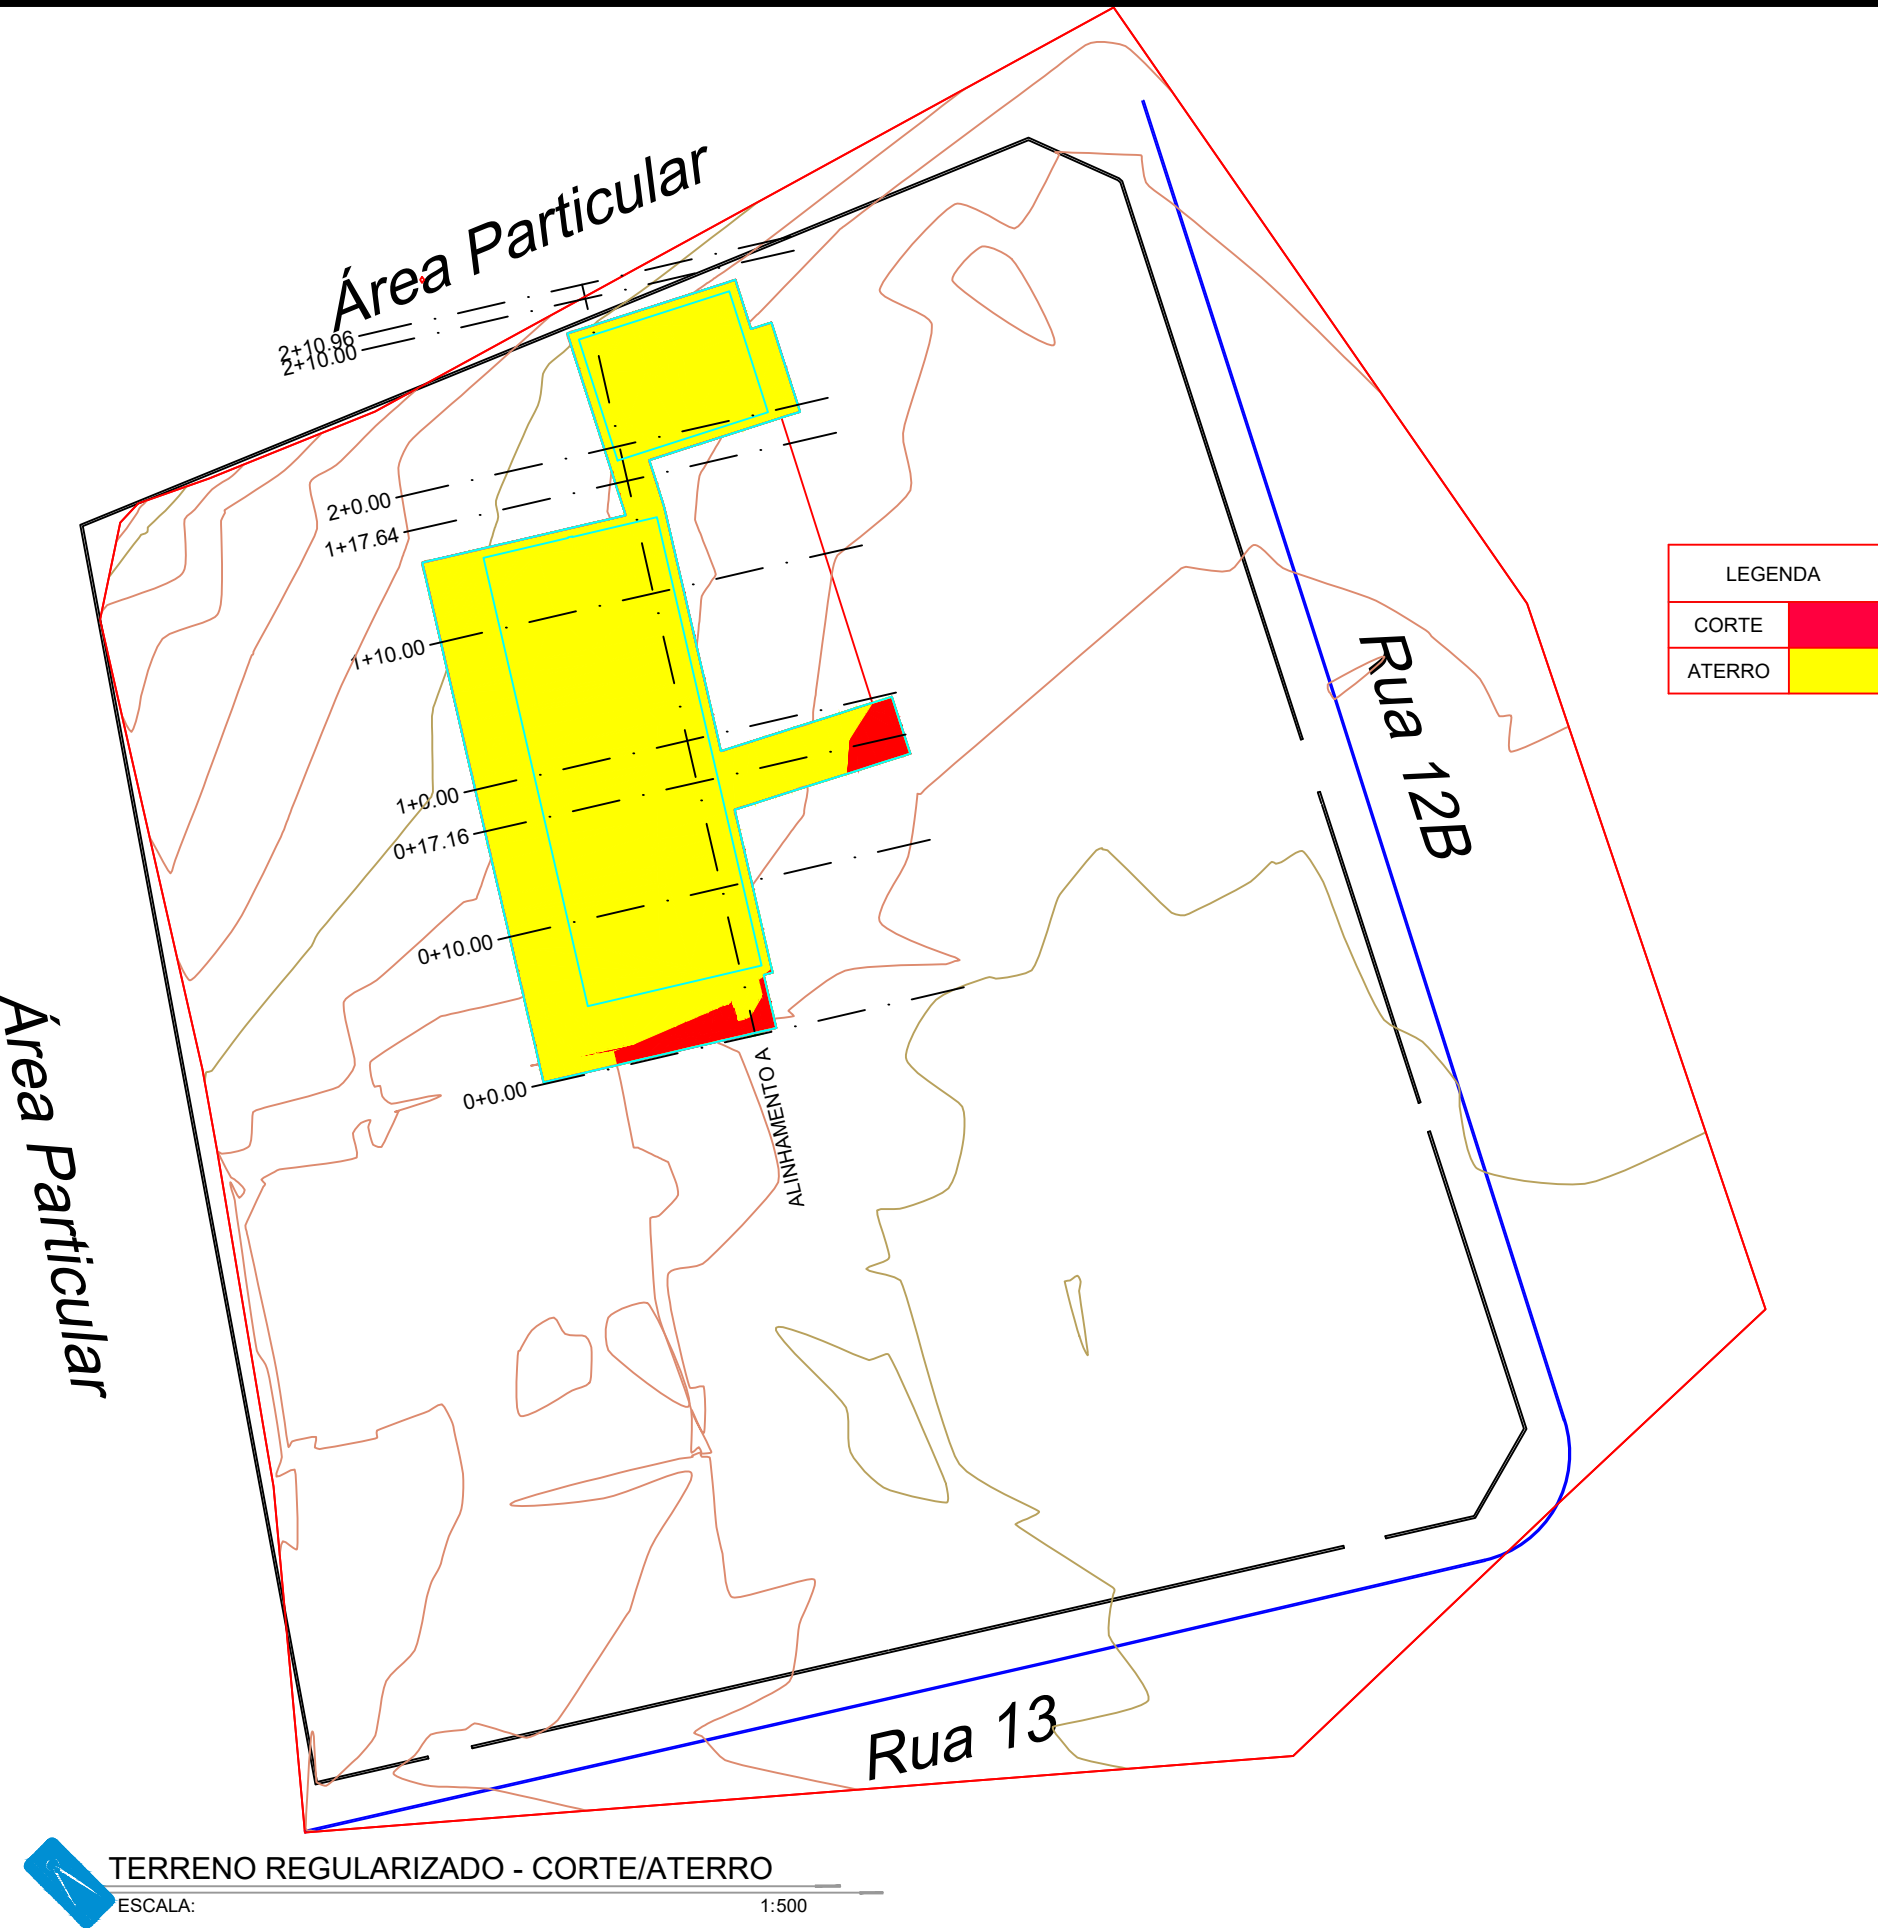 Área Particular
2+10.96
2+10.00
2+0.00
1+17.64
1+10.00
1+0.00
0+17.16
0+10.00
0+0.00
ALINHAMENTO A
Área Particular
Rua 12B
Rua 13
LEGENDA
CORTE
ATERRO
TERRENO REGULARIZADO - CORTE/ATERRO
ESCALA: 1:500